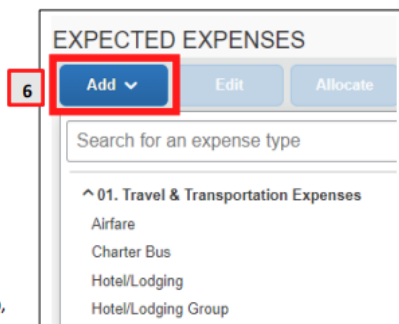 EXPECTED EXPENSES
6
Add Edit Allocate
Search for an expense type
01. Travel & Transportation Expenses
Airfare
Charter Bus
Hotel/Lodging
Hotel/Lodging Group